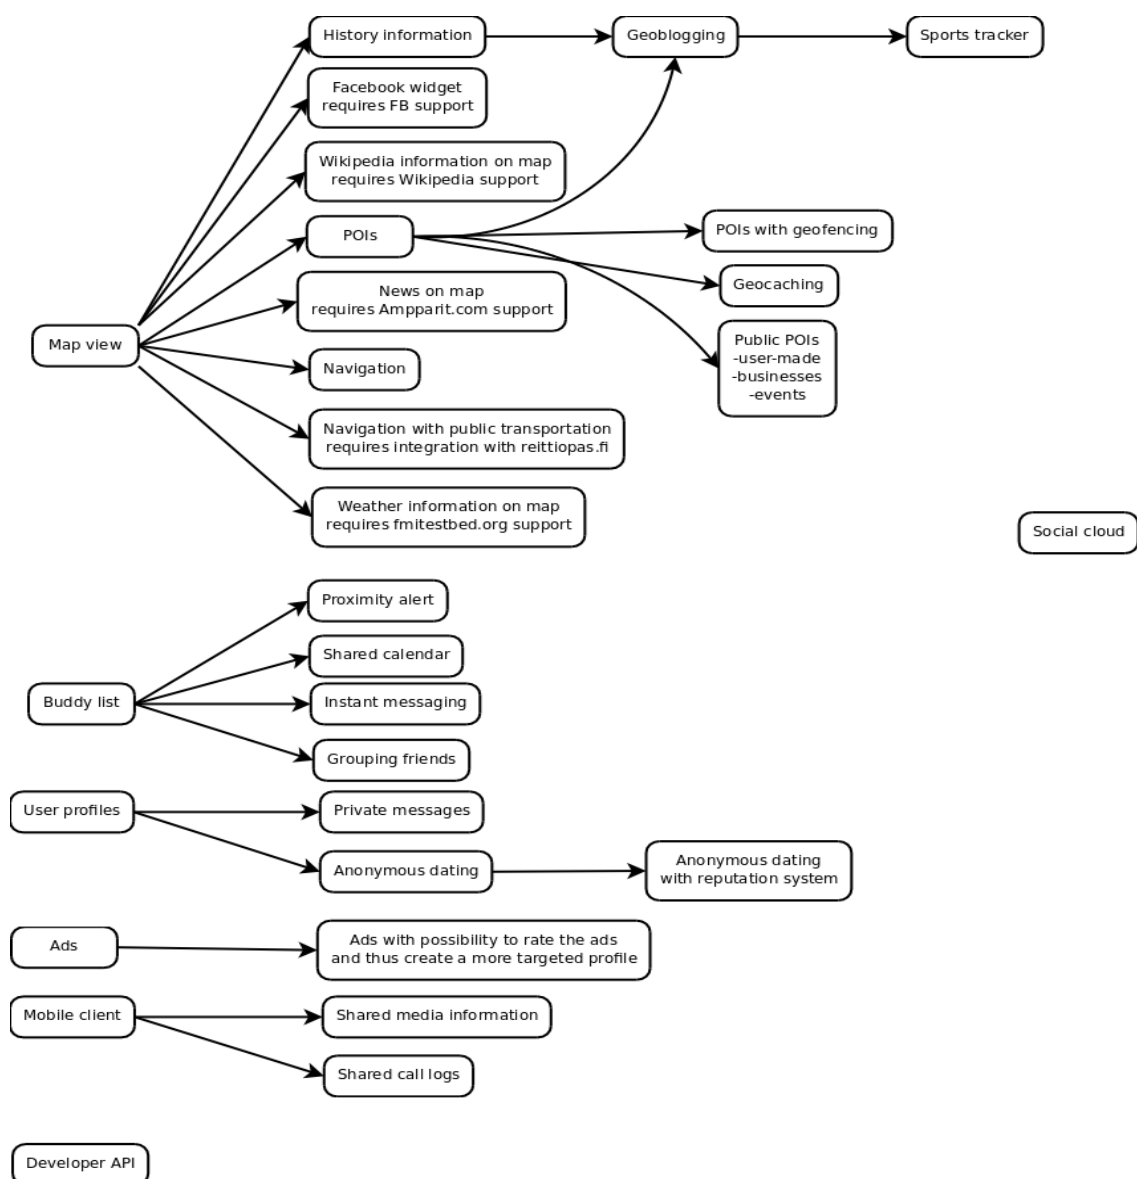 History information
Geoblogging
Sports tracker
Facebook widget
requires FB support
Wikipedia information on map
requires Wikipedia support
POIs
POIs with geofencing
Geocaching
News on map
requires Ampparit.com support
Map view
Public POIs
-user-made
-businesses
-events
Navigation
Navigation with public transportation
requires integration with reittiopas.fi
Weather information on map
requires fmitestbed.org support
Social cloud
Proximity alert
Shared calendar
Buddy list
Instant messaging
Grouping friends
User profiles
Private messages
Anonymous dating
Anonymous dating
with reputation system
Ads
Ads with possibility to rate the ads
and thus create a more targeted profile
Mobile client
Shared media information
Shared call logs
Developer API